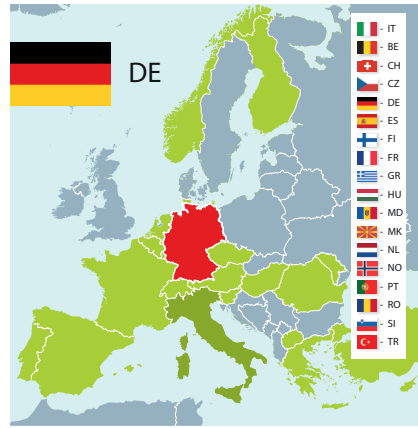 DE
- IT
- BE
- CH
- CZ
- DE
- ES
- FI
- FR
- GR
- HU
- MD
- MK
- NL
- NO
- PT
- RO
- SI
- TR